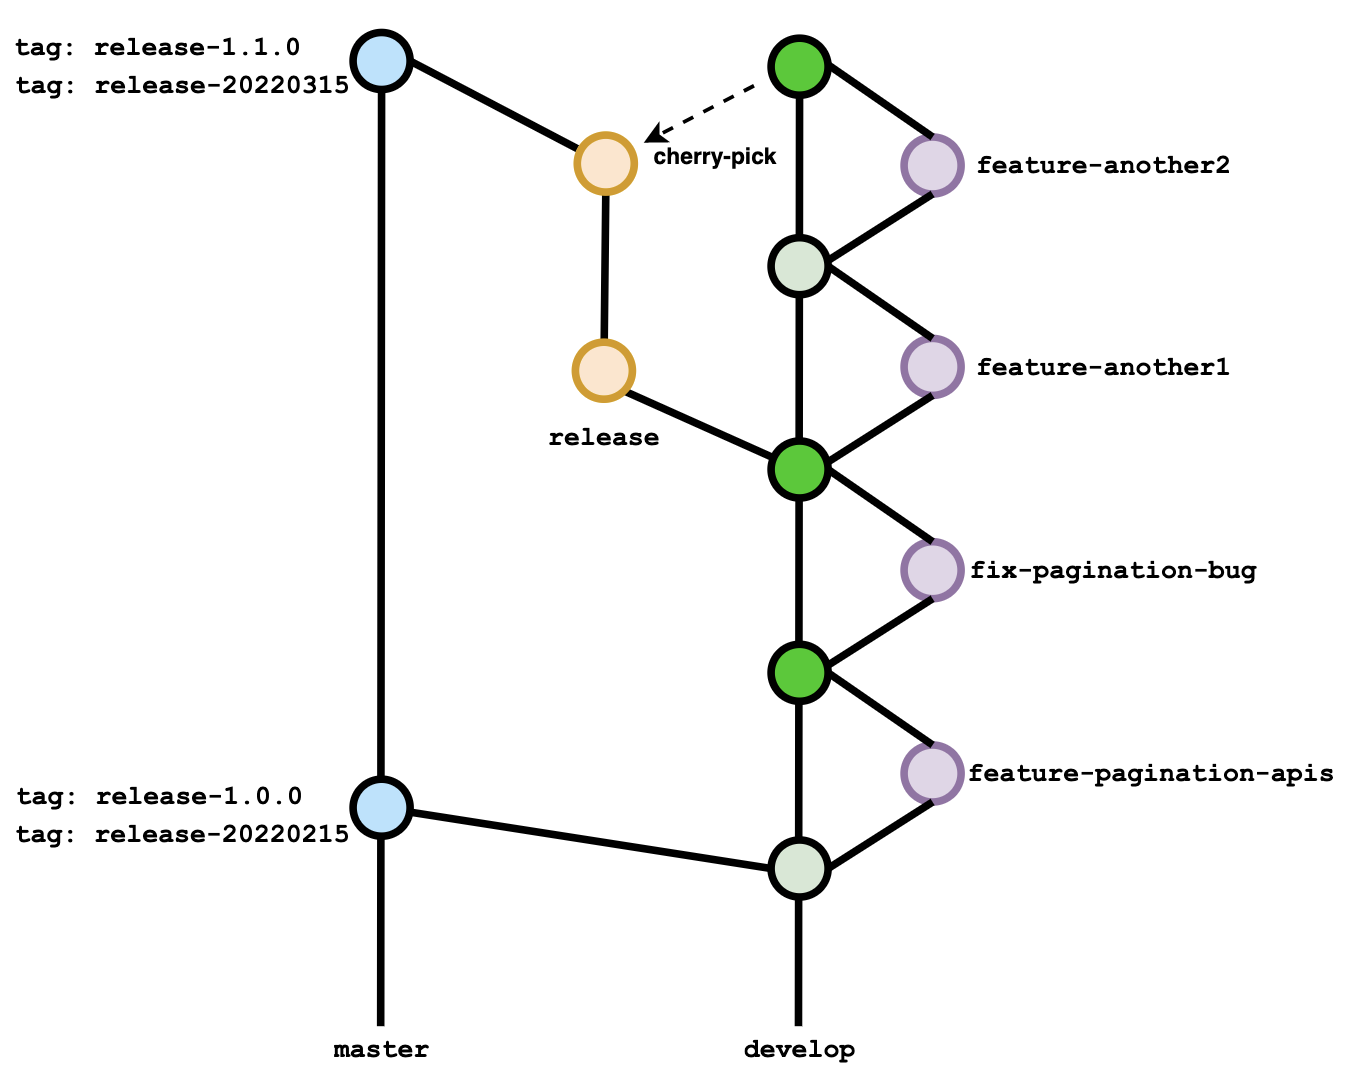 tag: release-1.1.0
tag: release-20220315
cherry-pick
feature-another2
feature-another1
release
fix-pagination-bug
feature-pagination-apis
tag: release-1.0.0
tag: release-20220215
master
develop